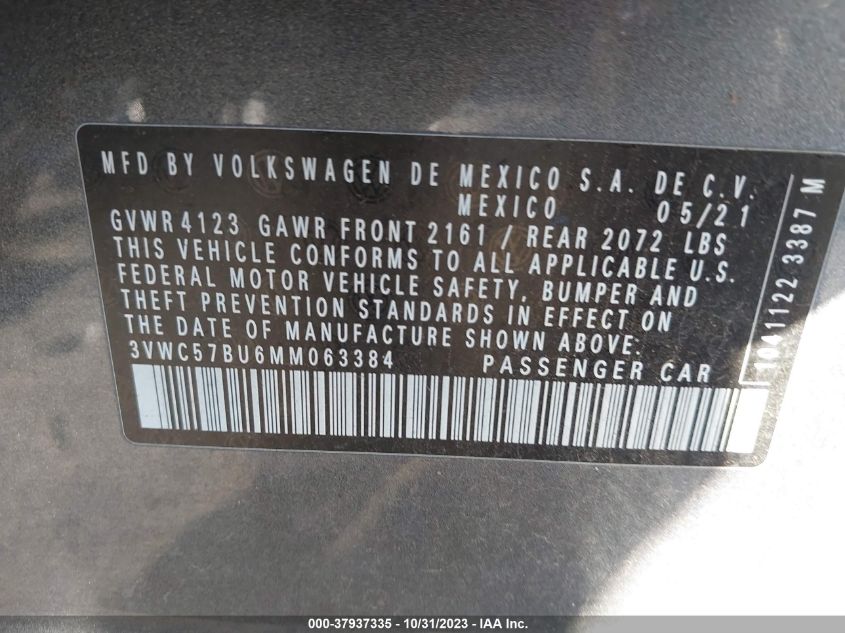 MFD BY VOLKSWAGEN DE MEXICO S.A. DE C.V.
MEXICO 05/21
GVWR 4123 GAWR FRONT 2161 / REAR 2072 LBS
THIS VEHICLE CONFORMS TO ALL APPLICABLE U.S.
FEDERAL MOTOR VEHICLE SAFETY, BUMPER AND
THEFT PREVENTION STANDARDS IN EFFECT ON
THE DATE OF MANUFACTURE SHOWN ABOVE.
3VWC57BU6MM063384 PASSENGER CAR
1041122 3387 M
000-37937335 - 10/31/2023 - IAA Inc.